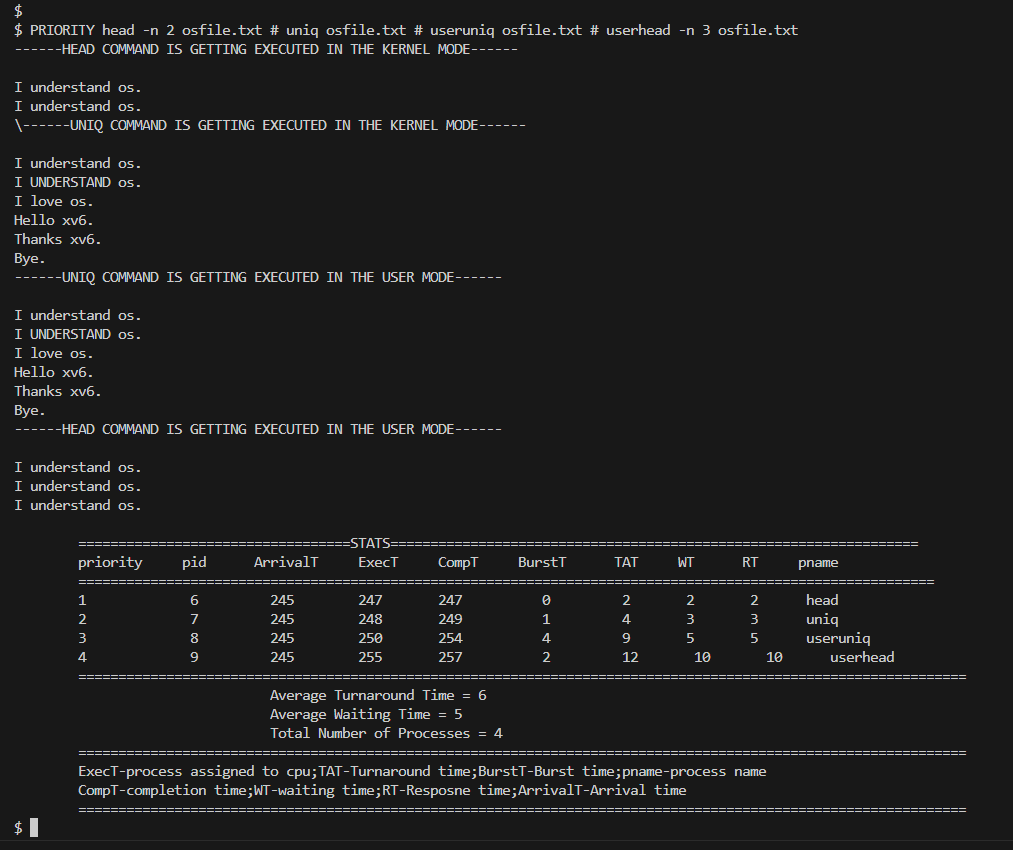 $
$ PRIORITY head -n 2 osfile.txt # uniq osfile.txt # useruniq osfile.txt # userhead -n 3 osfile.txt
------HEAD COMMAND IS GETTING EXECUTED IN THE KERNEL MODE------
I understand os.
I understand os.
\------UNIQ COMMAND IS GETTING EXECUTED IN THE KERNEL MODE------
I understand os.
I UNDERSTAND os.
I love os.
Hello xv6.
Thanks xv6.
Bye.
------UNIQ COMMAND IS GETTING EXECUTED IN THE USER MODE------
I understand os.
I UNDERSTAND os.
I love os.
Hello xv6.
Thanks xv6.
Bye.
------HEAD COMMAND IS GETTING EXECUTED IN THE USER MODE------
I understand os.
I understand os.
I understand os.
==================================STATS==================================================================
priority     pid      ArrivalT     ExecT     CompT     BurstT      TAT     WT      RT     pname
===========================================================================================================
1             6         245        247       247          0         2       2       2      head
2             7         245        248       249          1         4       3       3      uniq
3             8         245        250       254          4         9       5       5      useruniq
4             9         245        255       257          2         12       10       10      userhead
===============================================================================================================
Average Turnaround Time = 6
Average Waiting Time = 5
Total Number of Processes = 4
===============================================================================================================
ExecT-process assigned to cpu;TAT-Turnaround time;BurstT-Burst time;pname-process name
CompT-completion time;WT-waiting time;RT-Resposne time;ArrivalT-Arrival time
===============================================================================================================
$